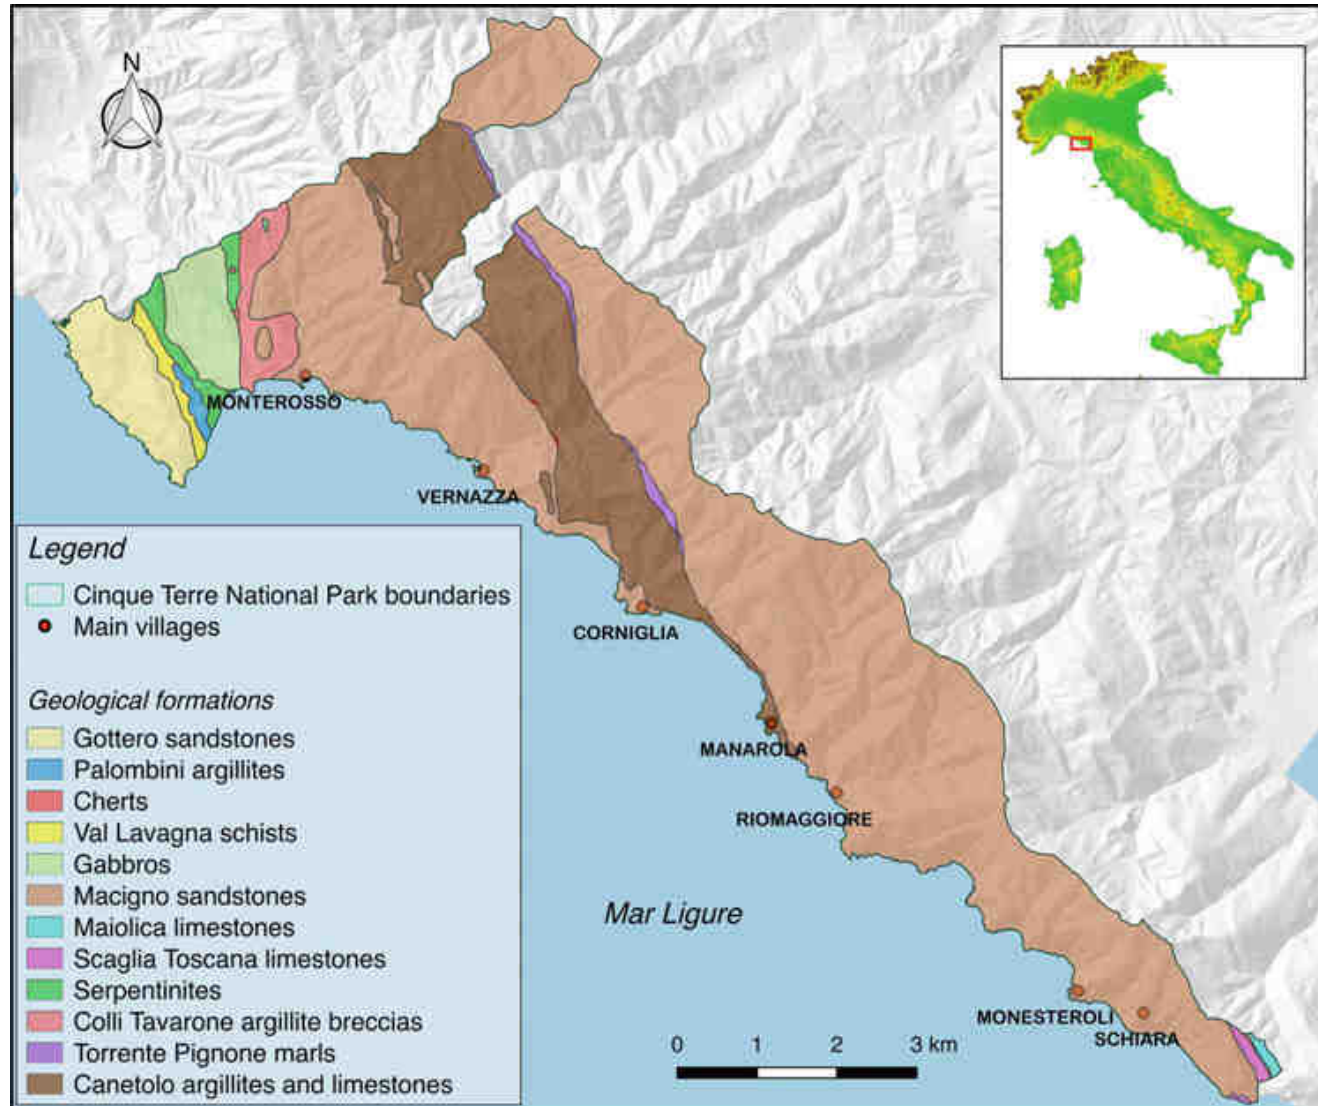 N
MONTEROSSO
VERNAZZA
CORNIGLIA
MANAROLA
RIOMAGGIORE
Mar Ligure
MONESTEROLI
SCHIARA
0 1 2 3 km
Legend
Cinque Terre National Park boundaries
Main villages
Geological formations
Gottero sandstones
Palombini argillites
Cherts
Val Lavagna schists
Gabbros
Macigno sandstones
Maiolica limestones
Scaglia Toscana limestones
Serpentinites
Colli Tavarone argillite breccias
Torrente Pignone marls
Canetolo argillites and limestones